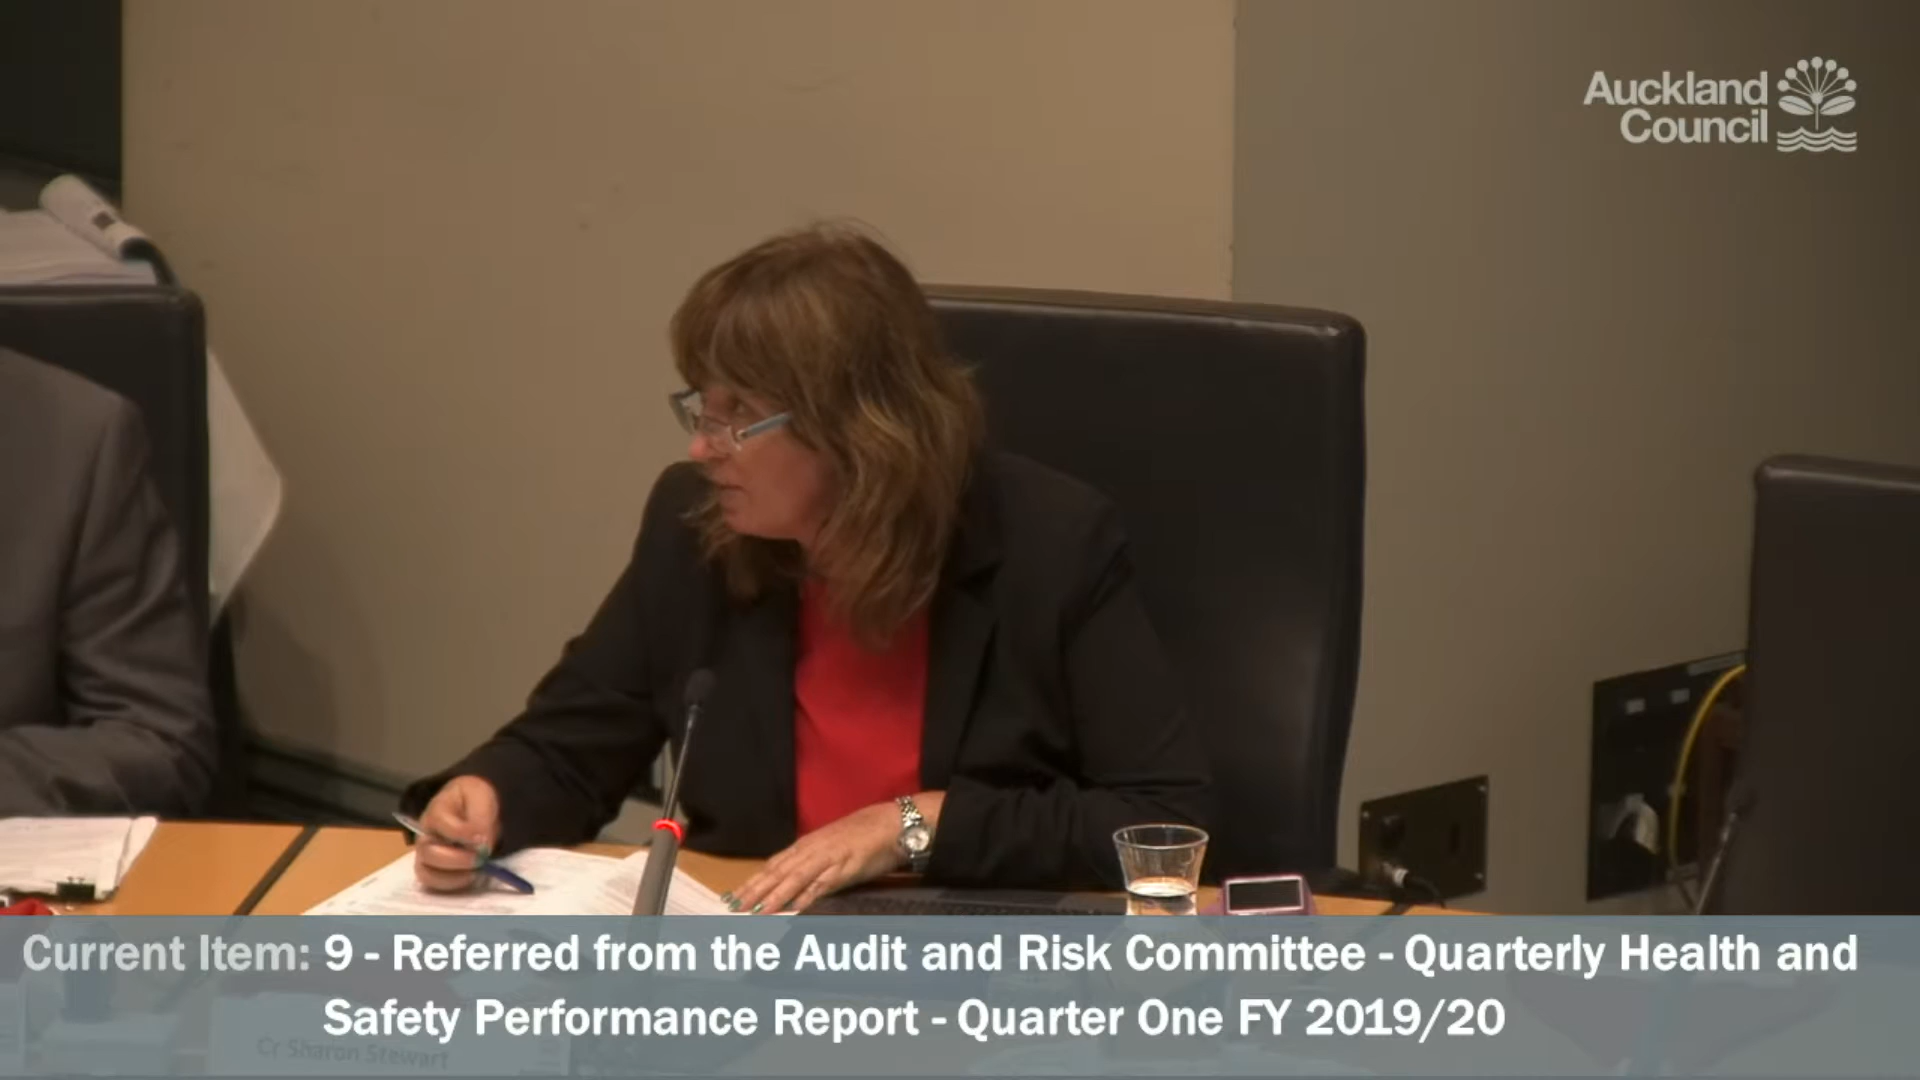 Auckland
Council
Current Item: 9 - Referred from the Audit and Risk Committee - Quarterly Health and
Safety Performance Report - Quarter One FY 2019/20
Cr Sharon Stewart